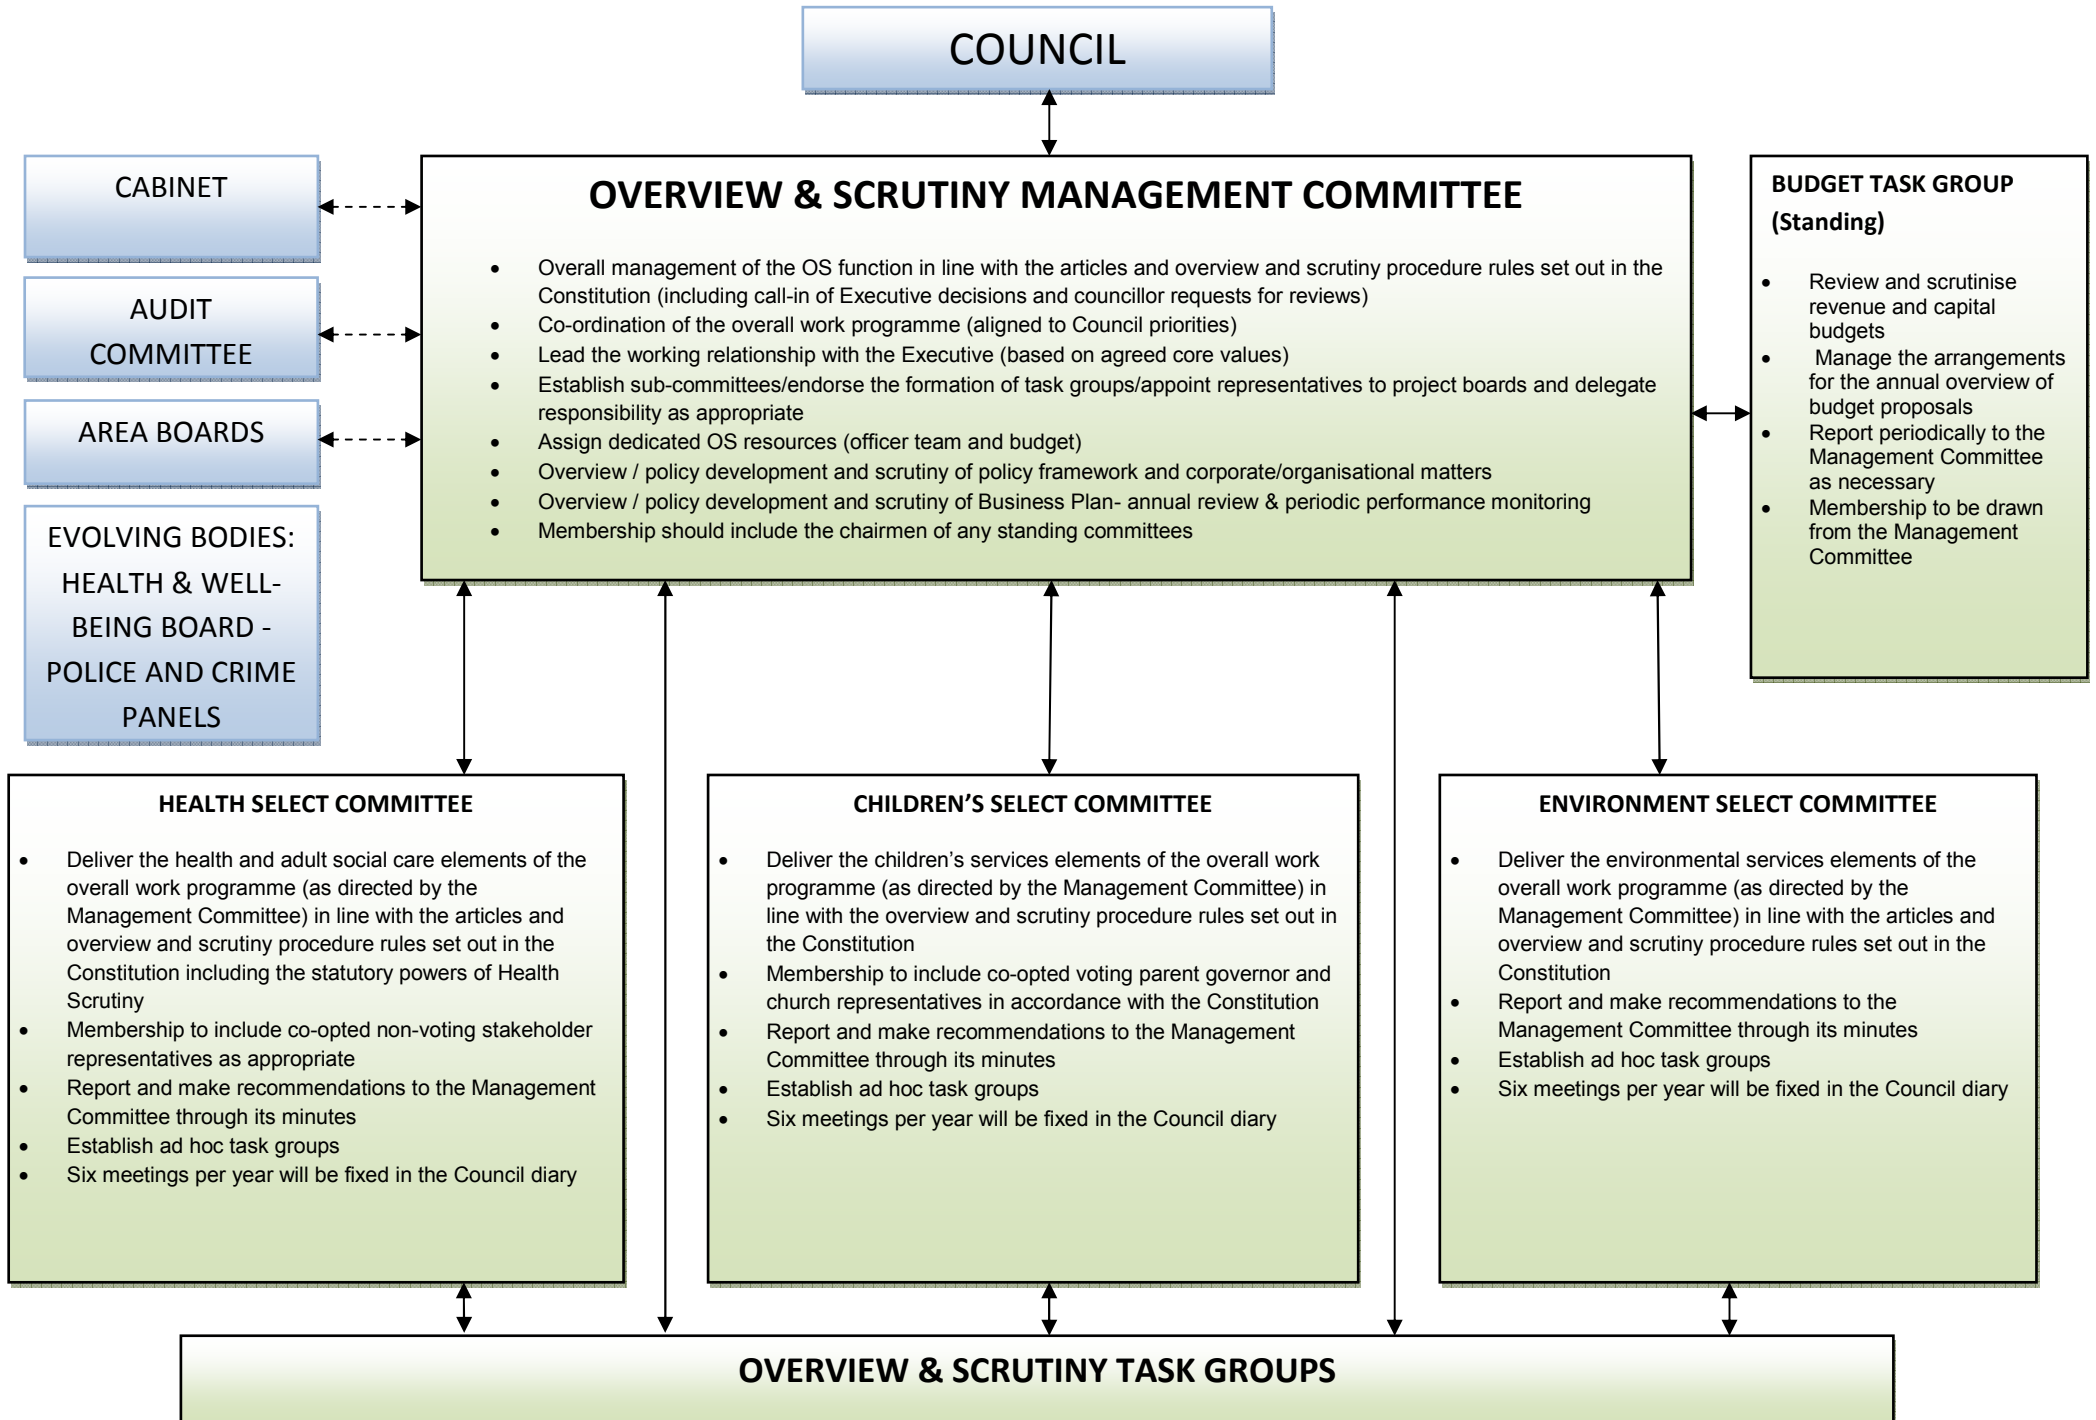 COUNCIL
CABINET
AUDIT
COMMITTEE
AREA BOARDS
EVOLVING BODIES:
HEALTH & WELL-
BEING BOARD -
POLICE AND CRIME
PANELS
OVERVIEW & SCRUTINY MANAGEMENT COMMITTEE
• Overall management of the OS function in line with the articles and overview and scrutiny procedure rules set out in the
Constitution (including call-in of Executive decisions and councillor requests for reviews)
• Co-ordination of the overall work programme (aligned to Council priorities)
• Lead the working relationship with the Executive (based on agreed core values)
• Establish sub-committees/endorse the formation of task groups/appoint representatives to project boards and delegate
responsibility as appropriate
• Assign dedicated OS resources (officer team and budget)
• Overview / policy development and scrutiny of policy framework and corporate/organisational matters
• Overview / policy development and scrutiny of Business Plan- annual review & periodic performance monitoring
• Membership should include the chairmen of any standing committees
BUDGET TASK GROUP
(Standing)
• Review and scrutinise
revenue and capital
budgets
• Manage the arrangements
for the annual overview of
budget proposals
• Report periodically to the
Management Committee
as necessary
• Membership to be drawn
from the Management
Committee
HEALTH SELECT COMMITTEE
• Deliver the health and adult social care elements of the
overall work programme (as directed by the
Management Committee) in line with the articles and
overview and scrutiny procedure rules set out in the
Constitution including the statutory powers of Health
Scrutiny
• Membership to include co-opted non-voting stakeholder
representatives as appropriate
• Report and make recommendations to the Management
Committee through its minutes
• Establish ad hoc task groups
• Six meetings per year will be fixed in the Council diary
CHILDREN’S SELECT COMMITTEE
• Deliver the children’s services elements of the overall work
programme (as directed by the Management Committee) in
line with the overview and scrutiny procedure rules set out in
the Constitution
• Membership to include co-opted voting parent governor and
church representatives in accordance with the Constitution
• Report and make recommendations to the Management
Committee through its minutes
• Establish ad hoc task groups
• Six meetings per year will be fixed in the Council diary
ENVIRONMENT SELECT COMMITTEE
• Deliver the environmental services elements of the
overall work programme (as directed by the
Management Committee) in line with the articles and
overview and scrutiny procedure rules set out in the
Constitution
• Report and make recommendations to the
Management Committee through its minutes
• Establish ad hoc task groups
• Six meetings per year will be fixed in the Council diary
OVERVIEW & SCRUTINY TASK GROUPS